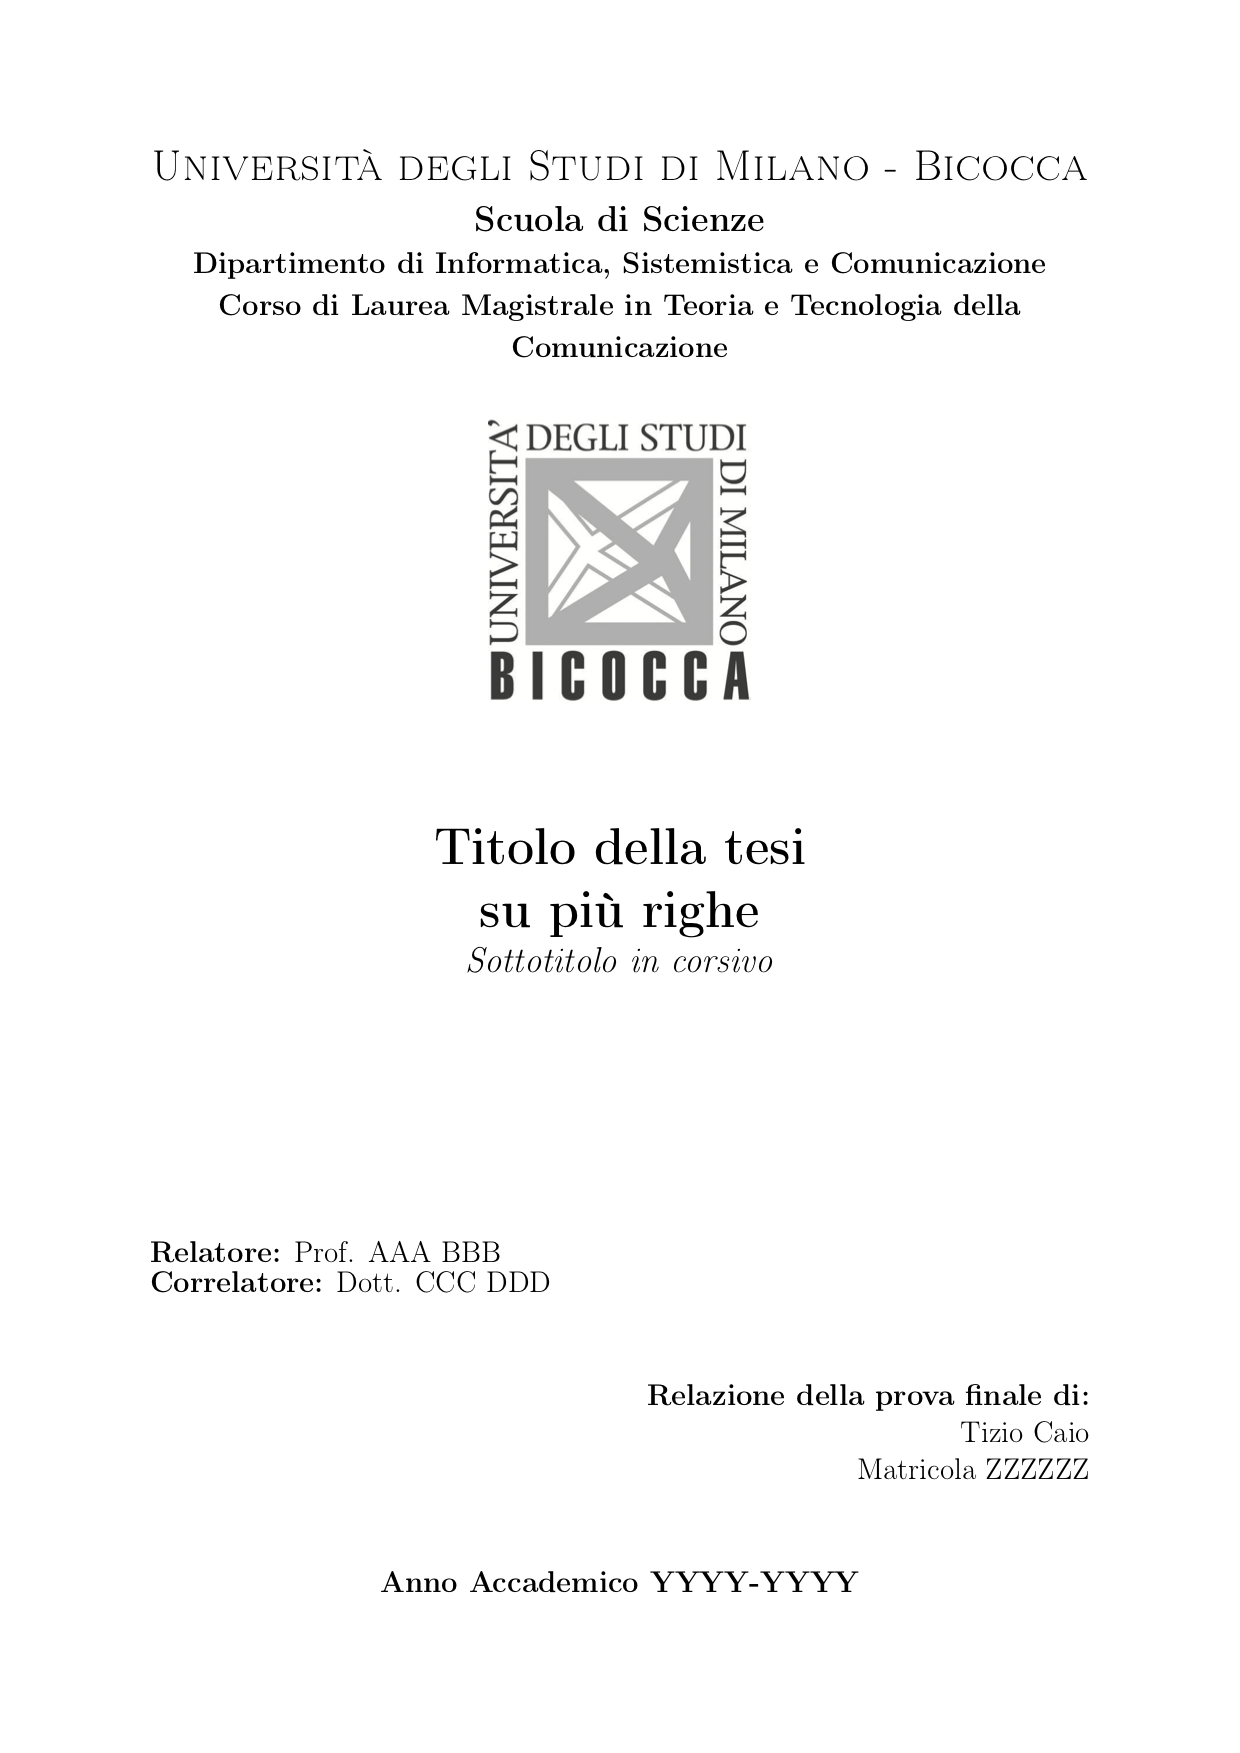 Università degli Studi di Milano - Bicocca
Scuola di Scienze
Dipartimento di Informatica, Sistemistica e Comunicazione
Corso di Laurea Magistrale in Teoria e Tecnologia della
Comunicazione
UNIVERSITA'
DEGLI STUDI
DI MILANO
BICOCCA
Titolo della tesi
su più righe
Sottotitolo in corsivo
Relatore: Prof. AAA BBB
Correlatore: Dott. CCC DDD
Relazione della prova finale di:
Tizio Caio
Matricola ZZZZZZ
Anno Accademico YYYY-YYYY